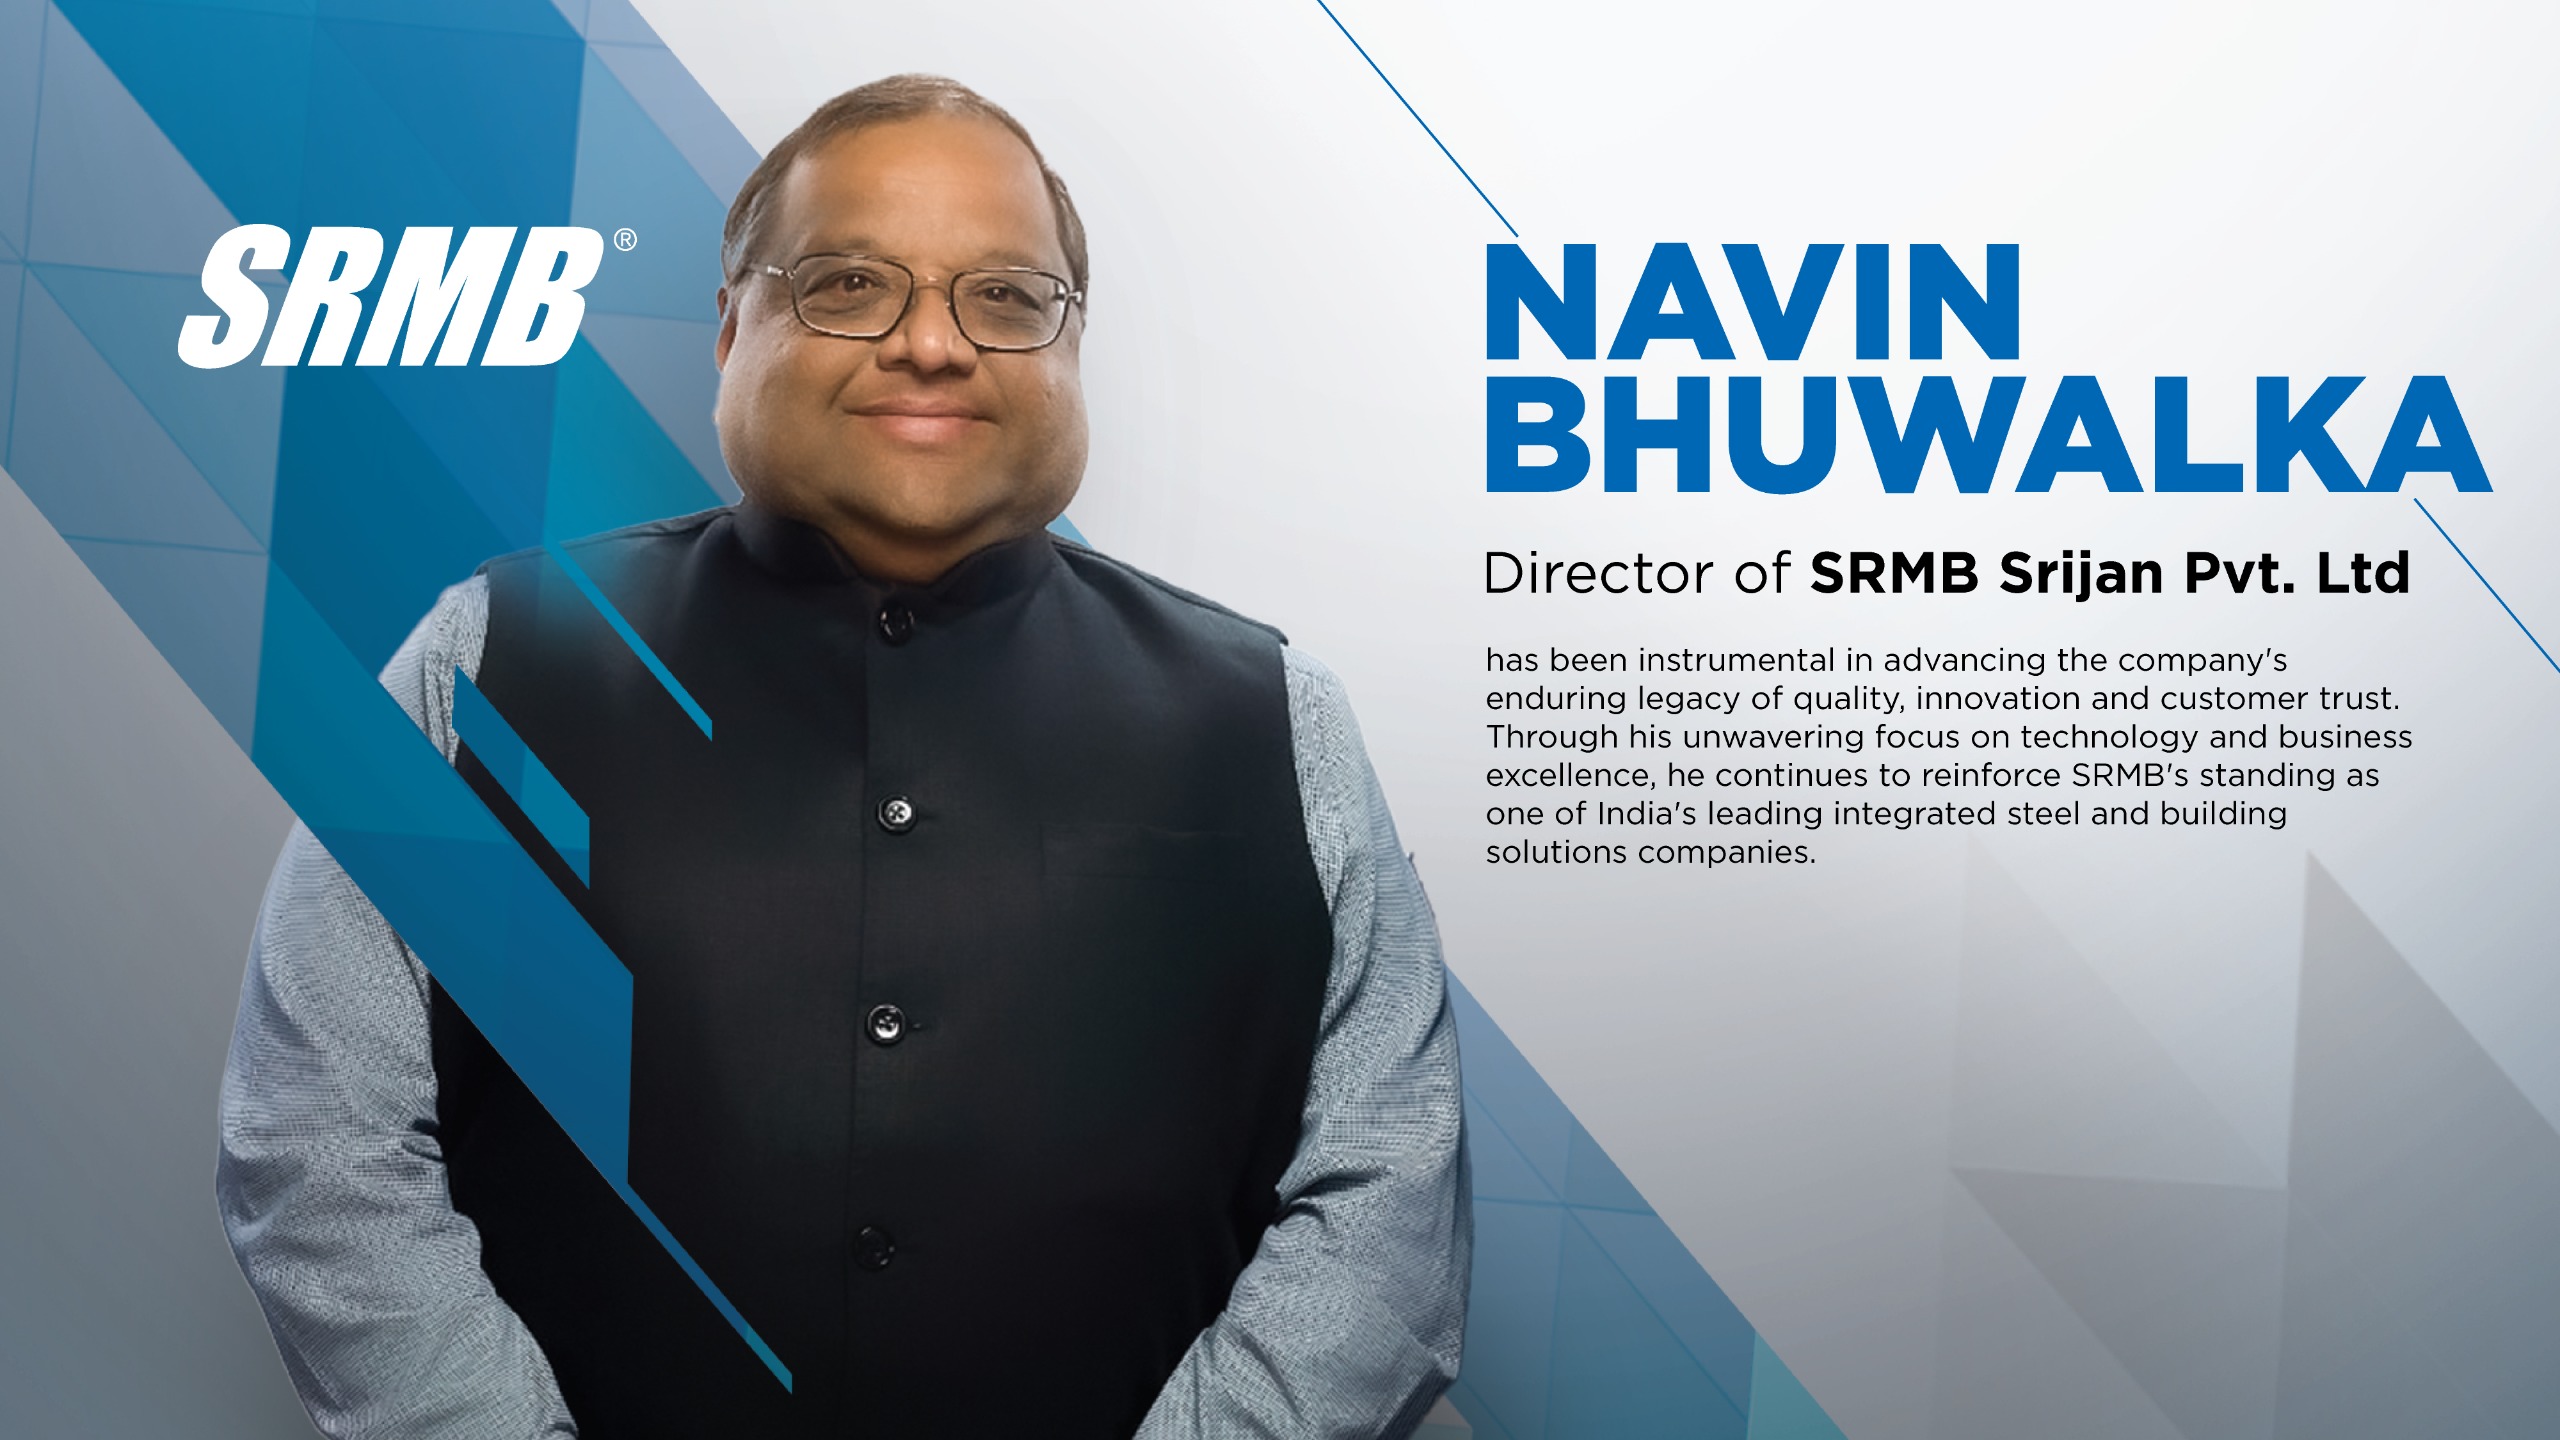 SRMB®
NAVIN
BHUWALKA
Director of SRMB Srijan Pvt. Ltd
has been instrumental in advancing the company's
enduring legacy of quality, innovation and customer trust.
Through his unwavering focus on technology and business
excellence, he continues to reinforce SRMB's standing as
one of India's leading integrated steel and building
solutions companies.